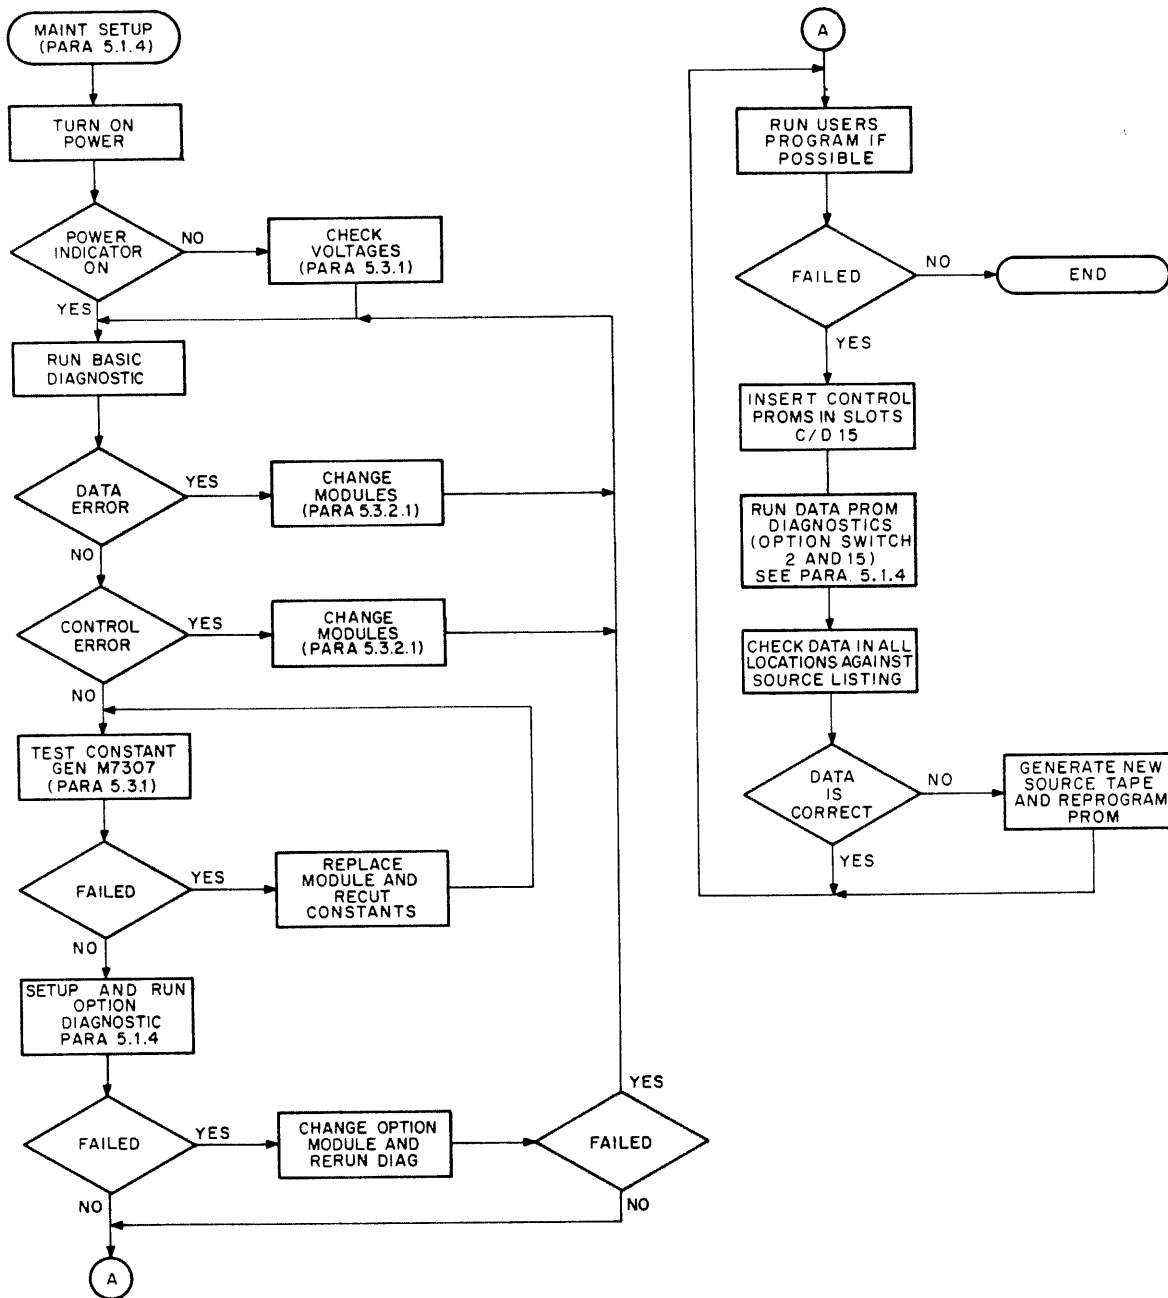 MAINT SETUP
(PARA 5.1.4)
TURN ON
POWER
POWER
INDICATOR
ON
NO
CHECK
VOLTAGES
(PARA 5.3.1)
YES
RUN BASIC
DIAGNOSTIC
DATA
ERROR
YES
CHANGE
MODULES
(PARA 5.3.2.1)
NO
CONTROL
ERROR
YES
CHANGE
MODULES
(PARA 5.3.2.1)
NO
TEST CONSTANT
GEN M7307
(PARA 5.3.1)
FAILED
YES
REPLACE
MODULE AND
RECUT
CONSTANTS
NO
SETUP AND RUN
OPTION
DIAGNOSTIC
PARA 5.1.4
FAILED
YES
CHANGE OPTION
MODULE AND
RERUN DIAG
YES
FAILED
NO
NO
A
A
RUN USERS
PROGRAM IF
POSSIBLE
FAILED
NO
END
YES
INSERT CONTROL
PROMS IN SLOTS
C/D 15
RUN DATA PROM
DIAGNOSTICS
(OPTION SWITCH
2 AND 15)
SEE PARA. 5.1.4
CHECK DATA IN ALL
LOCATIONS AGAINST
SOURCE LISTING
DATA
IS
CORRECT
NO
GENERATE NEW
SOURCE TAPE
AND REPROGRAM
PROM
YES